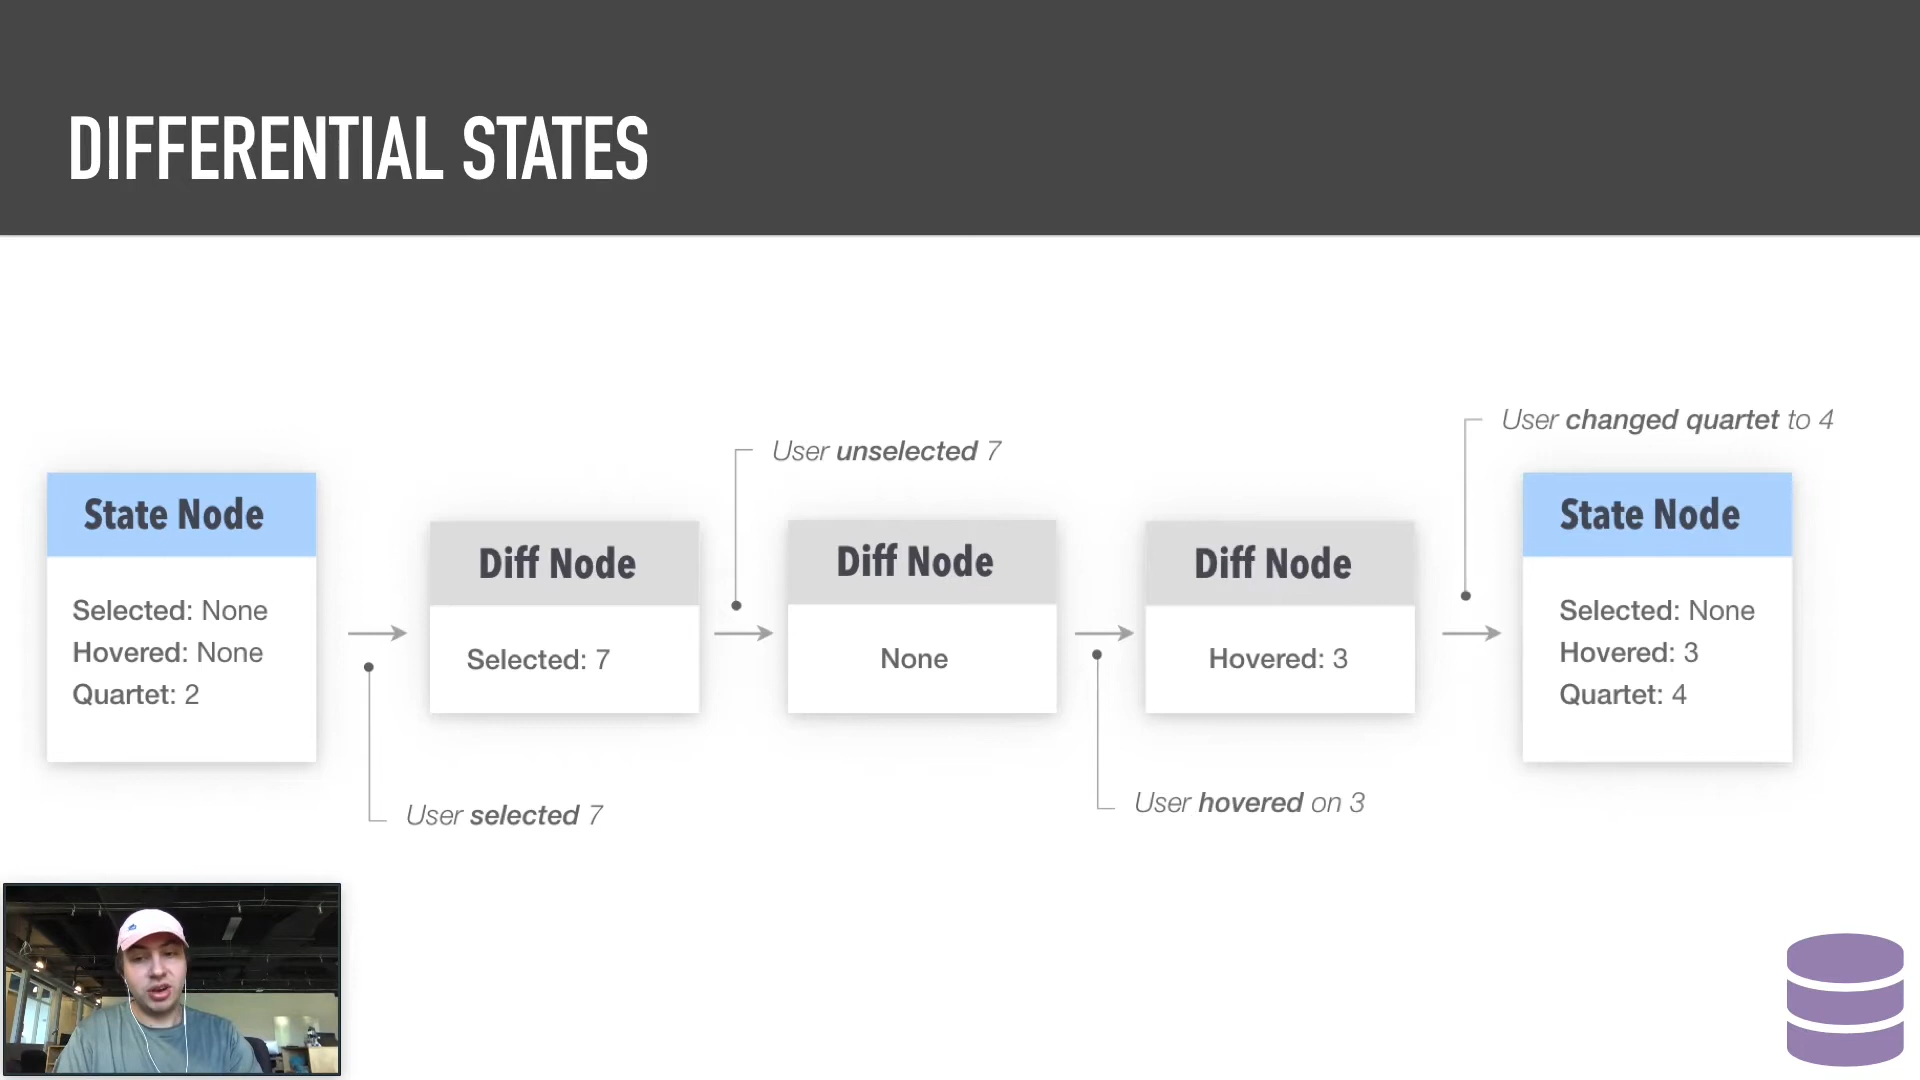 DIFFERENTIAL STATES
State Node
Selected: None
Hovered: None
Quartet: 2
User selected 7
Diff Node
Selected: 7
User unselected 7
Diff Node
None
User hovered on 3
Diff Node
Hovered: 3
User changed quartet to 4
State Node
Selected: None
Hovered: 3
Quartet: 4